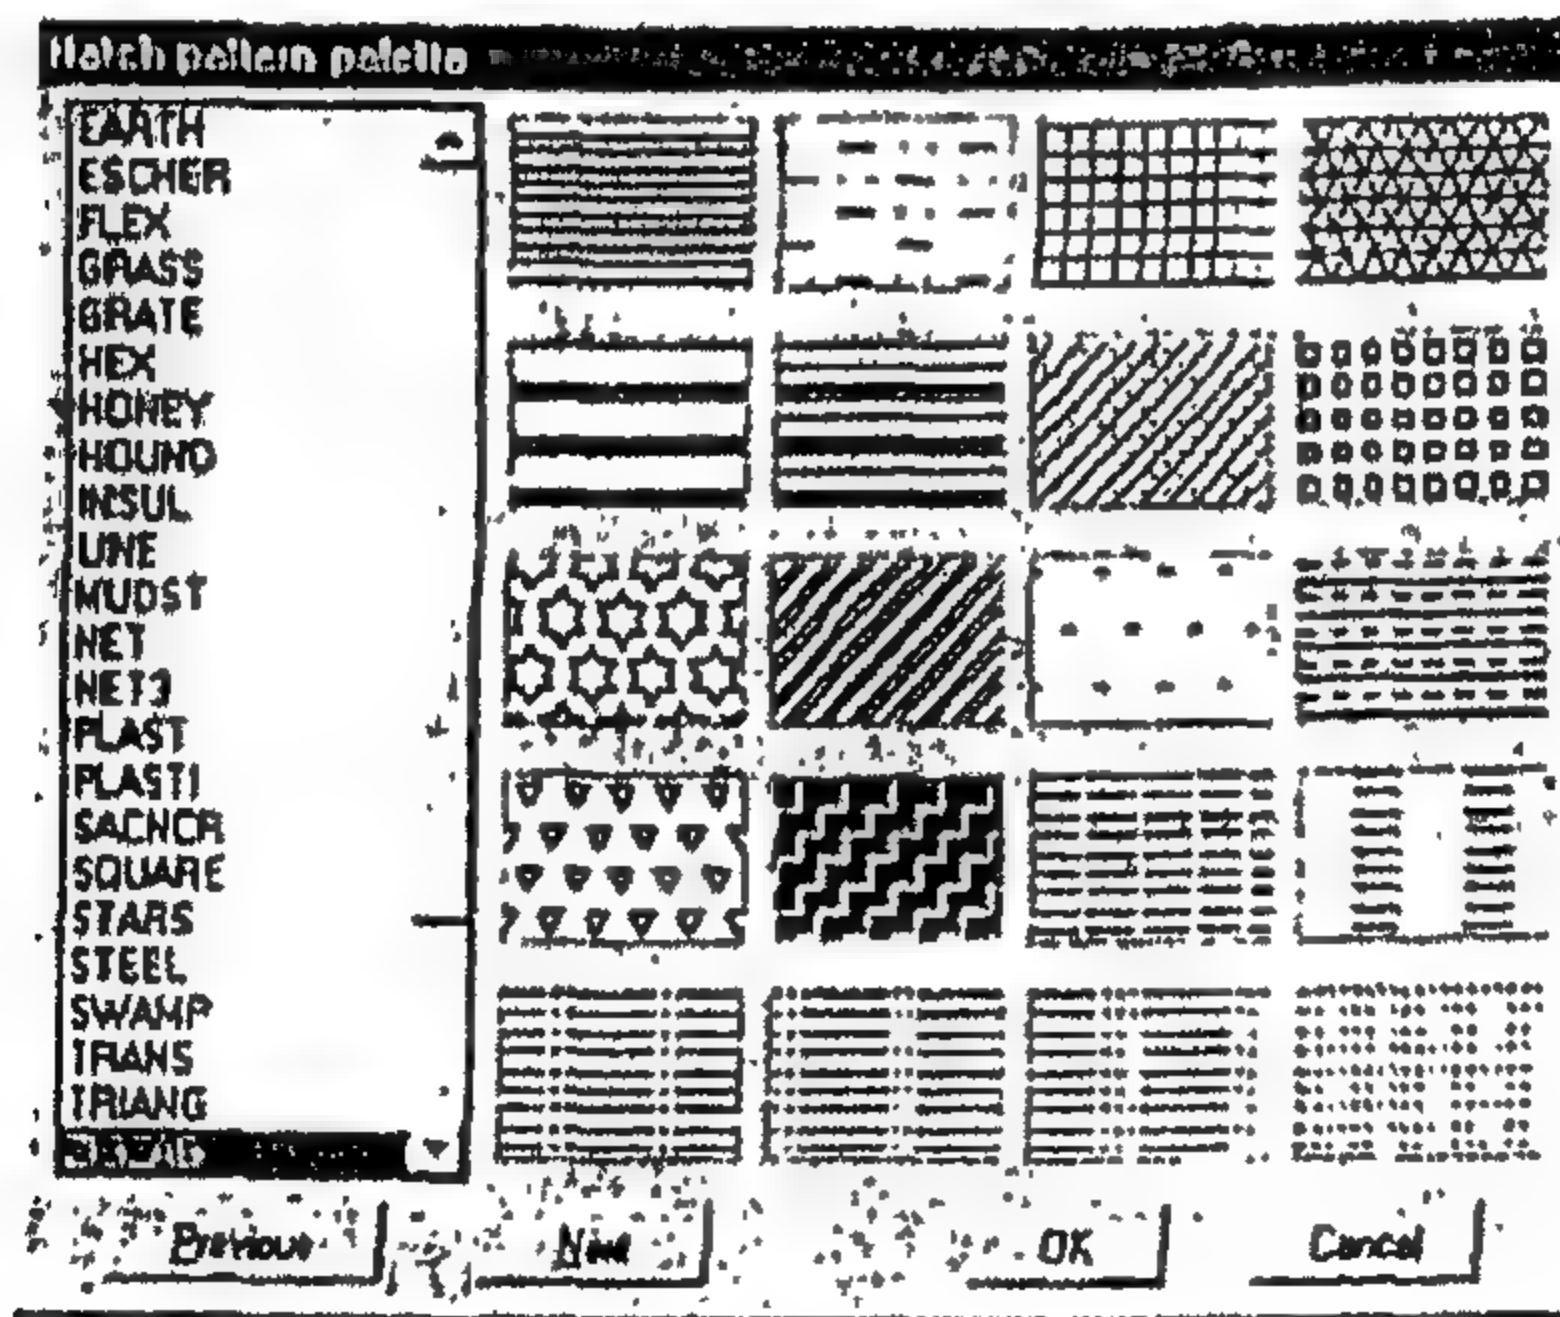 Hatch pattern palette
EARTH
ESCHER
FLEX
GRASS
GRATE
HEX
HONEY
HOUND
INSUL
LINE
MUDST
NET
NET3
PLAST
PLASTI
SACNCR
SQUARE
STARS
STEEL
SWAMP
TRANS
TRIANG
Previous
Next
OK
Cancel